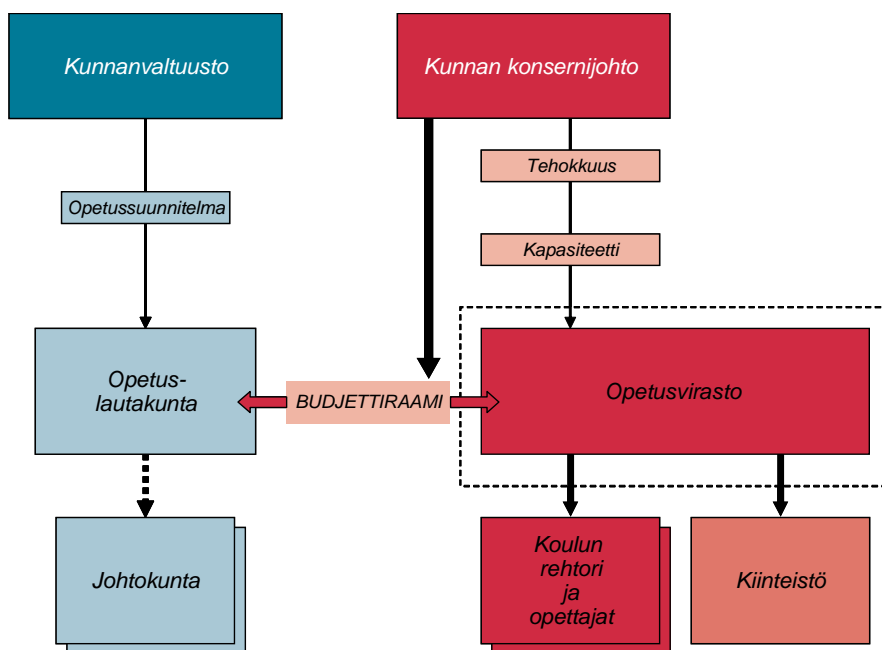 Kunnanvaltuusto
Kunnan konsernijohto
Tehokkuus
Opetussuunnitelma
Kapasiteetti
Opetus-
lautakunta
BUDJETTIRAAMI
Opetusvirasto
Johtokunta
Koulun
rehtori
ja
opettajat
Kiinteistö